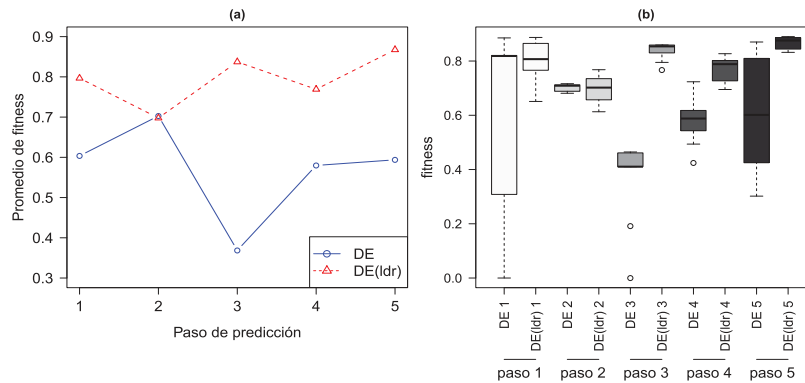 (a)
Promedio de fitness
0.9
0.8
0.7
0.6
0.5
0.4
0.3
DE
DE(ldr)
1 2 3 4 5
Paso de predicción
(b)
fitness
0.8
0.6
0.4
0.2
0.0
DE 1
DE(ldr) 1
DE 2
DE(ldr) 2
DE 3
DE(ldr) 3
DE 4
DE(ldr) 4
DE 5
DE(ldr) 5
paso 1 paso 2 paso 3 paso 4 paso 5